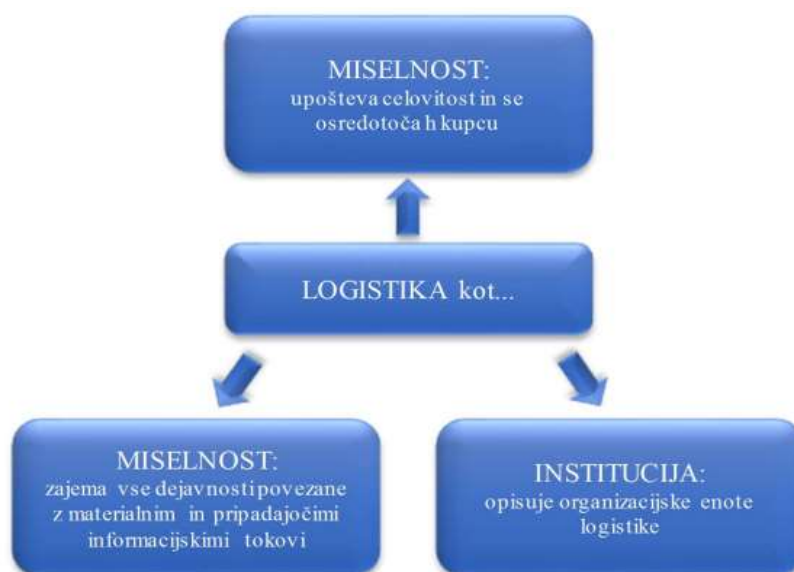 MISELNOST:
upošteva celovitost in se
osredotoča h kupcu
LOGISTIKA kot...
MISELNOST:
zajema vse dejavnosti povezane
z materialnim in pripadajočimi
informacijskimi tokovi
INSTITUCIJA:
opisuje organizacijske enote
logistike